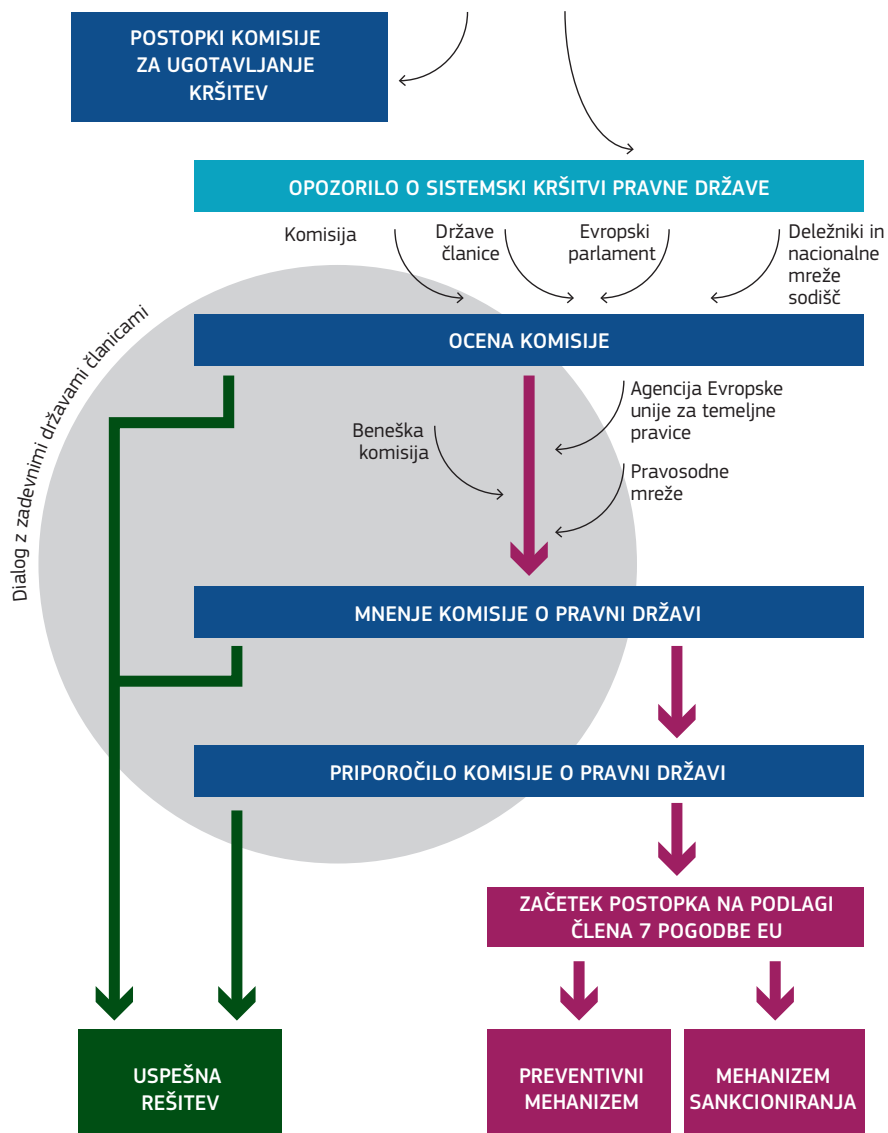 POSTOPKI KOMISIJE
ZA UGOTAVLJANJE
KRŠITEV
OPOZORILO O SISTEMSKI KRŠITVI PRAVNE DRŽAVE
Komisija
Države
članice
Evropski
parlament
Deležniki in
nacionalne
mreže
sodišč
Dialog z zadevnimi državami članicami
OCENA KOMISIJE
Beneška
komisija
Agencija Evropske
unije za temeljne
pravice
Pravosodne
mreže
MNENJE KOMISIJE O PRAVNI DRŽAVI
PRIPOROČILO KOMISIJE O PRAVNI DRŽAVI
ZAČETEK POSTOPKA NA PODLAGI
ČLENA 7 POGODBE EU
USPEŠNA
REŠITEV
PREVENTIVNI
MEHANIZEM
MEHANIZEM
SANKCIONIRANJA